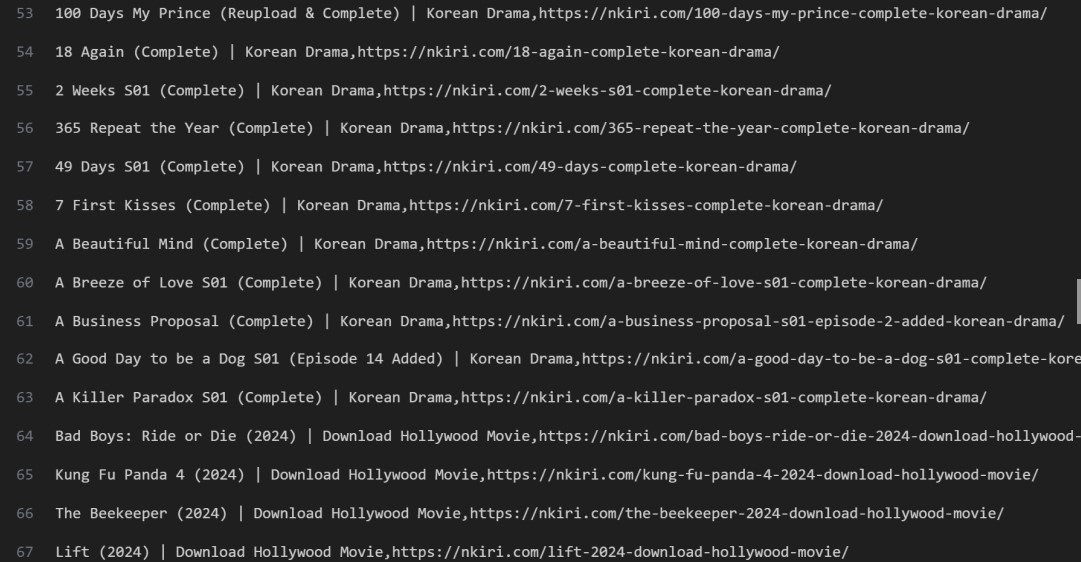 53 100 Days My Prince (Reupload & Complete) | Korean Drama,https://nkiri.com/100-days-my-prince-complete-korean-drama/
54 18 Again (Complete) | Korean Drama,https://nkiri.com/18-again-complete-korean-drama/
55 2 Weeks S01 (Complete) | Korean Drama,https://nkiri.com/2-weeks-s01-complete-korean-drama/
56 365 Repeat the Year (Complete) | Korean Drama,https://nkiri.com/365-repeat-the-year-complete-korean-drama/
57 49 Days S01 (Complete) | Korean Drama,https://nkiri.com/49-days-complete-korean-drama/
58 7 First Kisses (Complete) | Korean Drama,https://nkiri.com/7-first-kisses-complete-korean-drama/
59 A Beautiful Mind (Complete) | Korean Drama,https://nkiri.com/a-beautiful-mind-complete-korean-drama/
60 A Breeze of Love S01 (Complete) | Korean Drama,https://nkiri.com/a-breeze-of-love-s01-complete-korean-drama/
61 A Business Proposal (Complete) | Korean Drama,https://nkiri.com/a-business-proposal-s01-episode-2-added-korean-drama/
62 A Good Day to be a Dog S01 (Episode 14 Added) | Korean Drama,https://nkiri.com/a-good-day-to-be-a-dog-s01-complete-kore
63 A Killer Paradox S01 (Complete) | Korean Drama,https://nkiri.com/a-killer-paradox-s01-complete-korean-drama/
64 Bad Boys: Ride or Die (2024) | Download Hollywood Movie,https://nkiri.com/bad-boys-ride-or-die-2024-download-hollywood-
65 Kung Fu Panda 4 (2024) | Download Hollywood Movie,https://nkiri.com/kung-fu-panda-4-2024-download-hollywood-movie/
66 The Beekeeper (2024) | Download Hollywood Movie,https://nkiri.com/the-beekeeper-2024-download-hollywood-movie/
67 Lift (2024) | Download Hollywood Movie,https://nkiri.com/lift-2024-download-hollywood-movie/